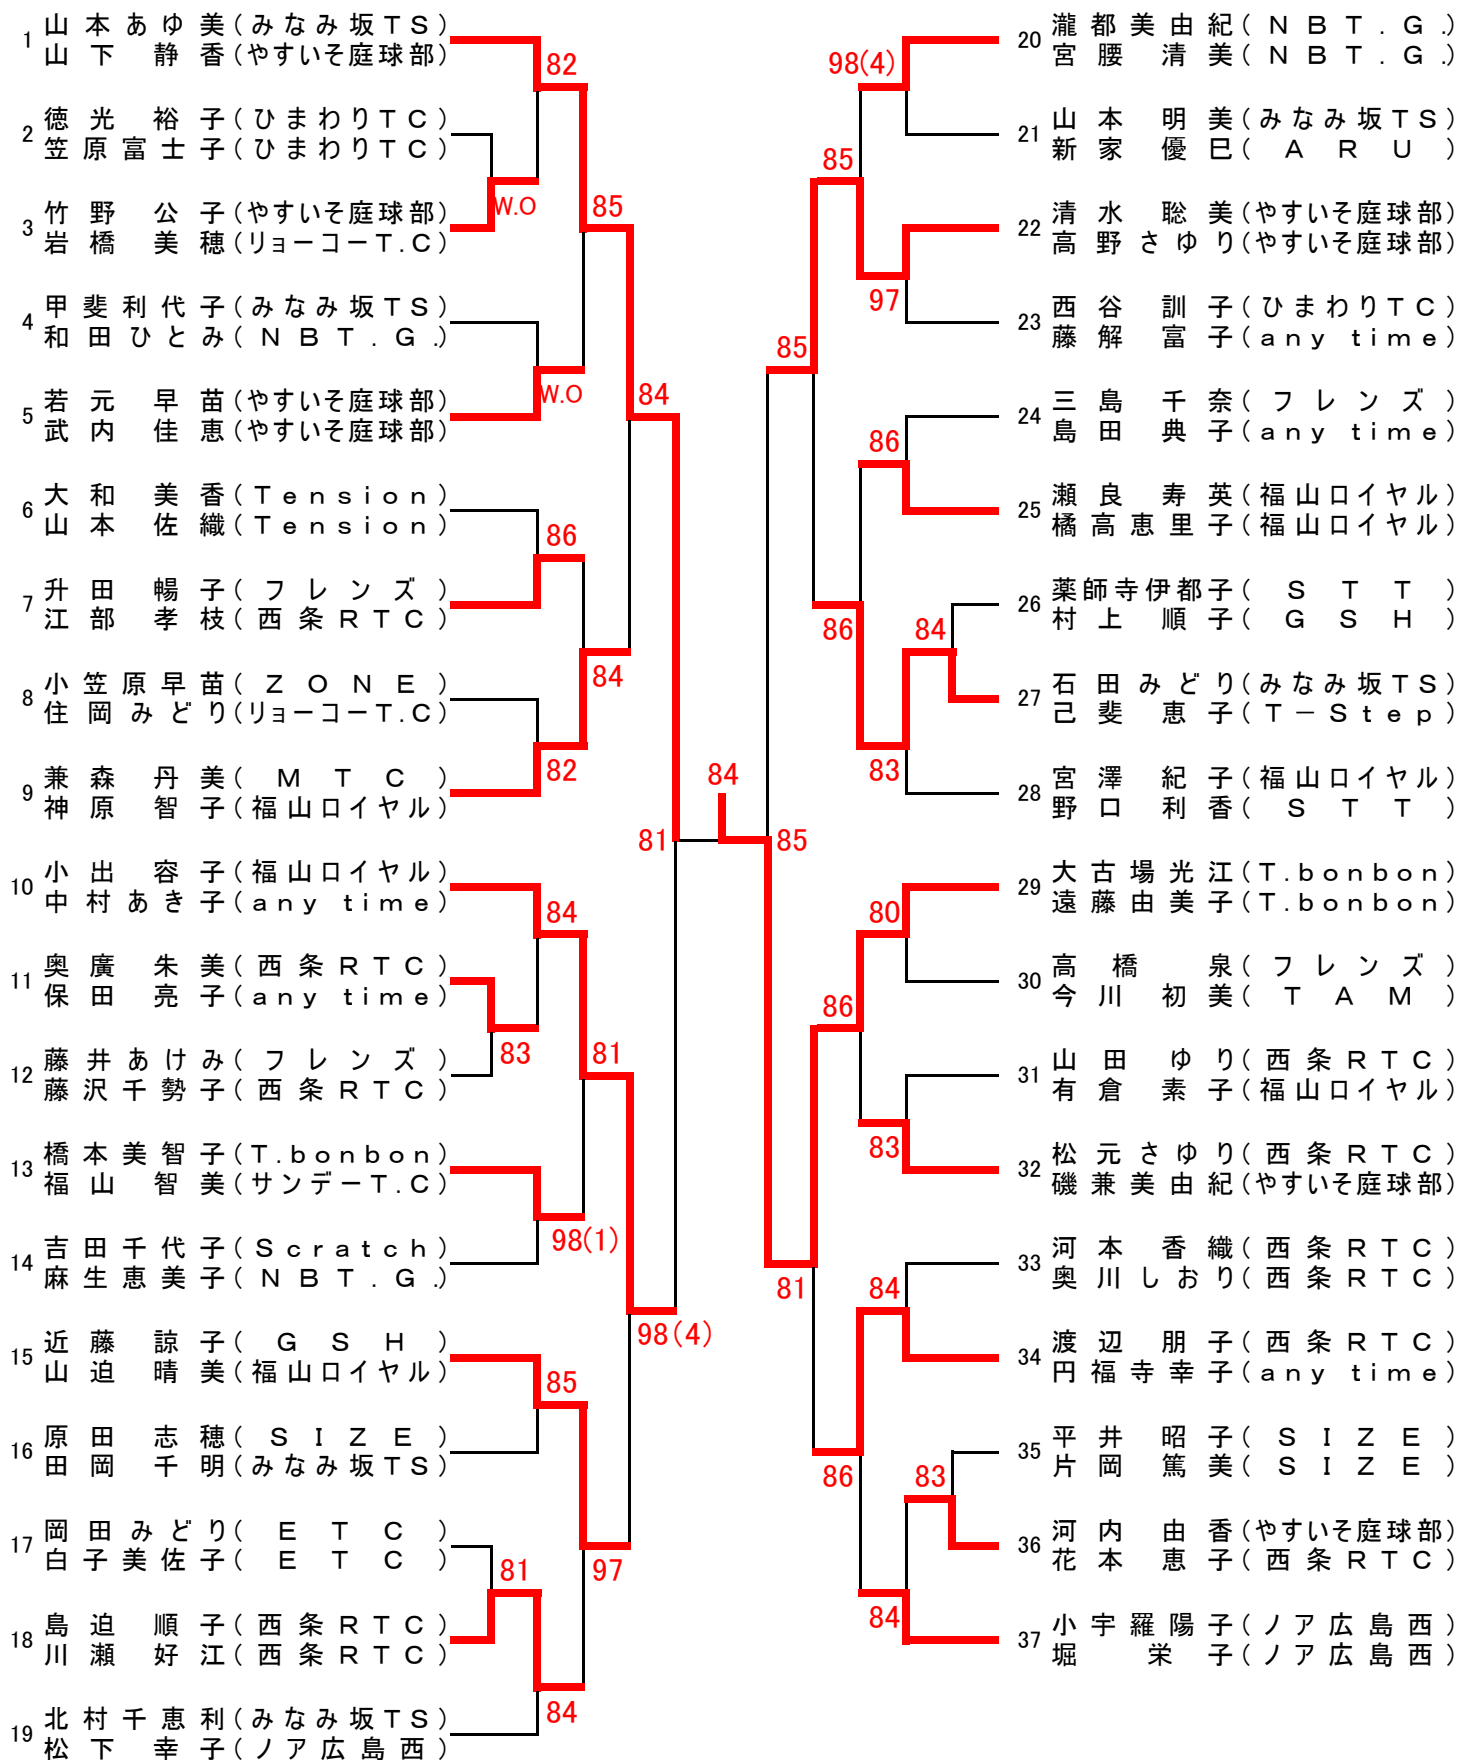 1 山本あゆ美(みなみ坂TS)
山下静香(やすいそ庭球部)
82
2 徳光裕子(ひまわりTC)
笠原富士子(ひまわりTC)
W.O
3 竹野公子(やすいそ庭球部)
岩橋美穂(リョーコーT.C)
85
4 甲斐利代子(みなみ坂TS)
和田ひとみ(NBT.G.)
W.O
5 若元早苗(やすいそ庭球部)
武内佳恵(やすいそ庭球部)
84
6 大和美香(Tension)
山本佐織(Tension)
86
7 升田暢子(フレンズ)
江部孝枝(西条RTC)
84
8 小笠原早苗(ZONE)
住岡みどり(リョーコーT.C)
82
9 兼森丹美(MTC)
神原智子(福山ロイヤル)
81
10 小出容子(福山ロイヤル)
中村あき子(any time)
84
11 奥廣朱美(西条RTC)
保田亮子(any time)
83
12 藤井あけみ(フレンズ)
藤沢千勢子(西条RTC)
81
13 橋本美智子(T.bonbon)
福山智美(サンデーT.C)
98(1)
14 吉田千代子(Scratch)
麻生恵美子(NBT.G.)
98(4)
15 近藤諒子(GSH)
山迫晴美(福山ロイヤル)
85
16 原田志穂(SIZE)
田岡千明(みなみ坂TS)
97
17 岡田みどり(ETC)
白子美佐子(ETC)
81
18 島迫順子(西条RTC)
川瀬好江(西条RTC)
84
19 北村千恵利(みなみ坂TS)
松下幸子(ノア広島西)
84
20 瀧都美由紀(NBT.G.)
宮腰清美(NBT.G.)
98(4)
21 山本明美(みなみ坂TS)
新家優巳(ARU)
85
22 清水聡美(やすいそ庭球部)
高野さゆり(やすいそ庭球部)
97
23 西谷訓子(ひまわりTC)
藤解富子(any time)
85
24 三島千奈(フレンズ)
島田典子(any time)
86
25 瀬良寿英(福山ロイヤル)
橘高恵里子(福山ロイヤル)
86
26 薬師寺伊都子(STT)
村上順子(GSH)
84
27 石田みどり(みなみ坂TS)
己斐恵子(T-Step)
83
28 宮澤紀子(福山ロイヤル)
野口利香(STT)
85
29 大古場光江(T.bonbon)
遠藤由美子(T.bonbon)
80
30 高橋泉(フレンズ)
今川初美(TAM)
86
31 山田ゆり(西条RTC)
有倉素子(福山ロイヤル)
83
32 松元さゆり(西条RTC)
磯兼美由紀(やすいそ庭球部)
81
33 河本香織(西条RTC)
奥川しおり(西条RTC)
84
34 渡辺朋子(西条RTC)
円福寺幸子(any time)
86
35 平井昭子(SIZE)
片岡篤美(SIZE)
83
36 河内由香(やすいそ庭球部)
花本恵子(西条RTC)
84
37 小宇羅陽子(ノア広島西)
堀栄子(ノア広島西)